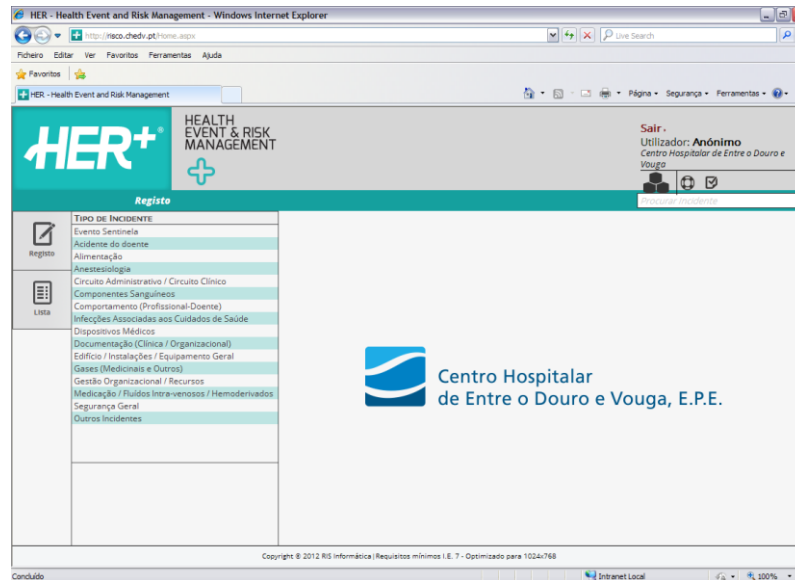 HER - Health Event and Risk Management - Windows Internet Explorer
http://risco.chedv.pt/Home.aspx
Live Search
Ficheiro Editar Ver Favoritos Ferramentas Ajuda
Favoritos
HER - Health Event and Risk Management
Página Segurança Ferramentas
HER+®
HEALTH
EVENT & RISK
MANAGEMENT
Sair
Utilizador: Anónimo
Centro Hospitalar de Entre o Douro e
Vouga
Registo
Procurar Incidente
Registo
Lista
TIPO DE INCIDENTE
Evento Sentinela
Acidente do doente
Alimentação
Anestesiologia
Circuito Administrativo / Circuito Clínico
Componentes Sanguíneos
Comportamento (Profissional-Doente)
Infecções Associadas aos Cuidados de Saúde
Dispositivos Médicos
Documentação (Clínica / Organizacional)
Edifício / Instalações / Equipamento Geral
Gases (Medicinais e Outros)
Gestão Organizacional / Recursos
Medicação / Fluídos Intra-venosos / Hemoderivados
Segurança Geral
Outros Incidentes
Centro Hospitalar
de Entre o Douro e Vouga, E.P.E.
Copyright © 2012 RIS Informática |Requisitos mínimos I.E. 7 - Optimizado para 1024x768
Concluído
Intranet Local
100%